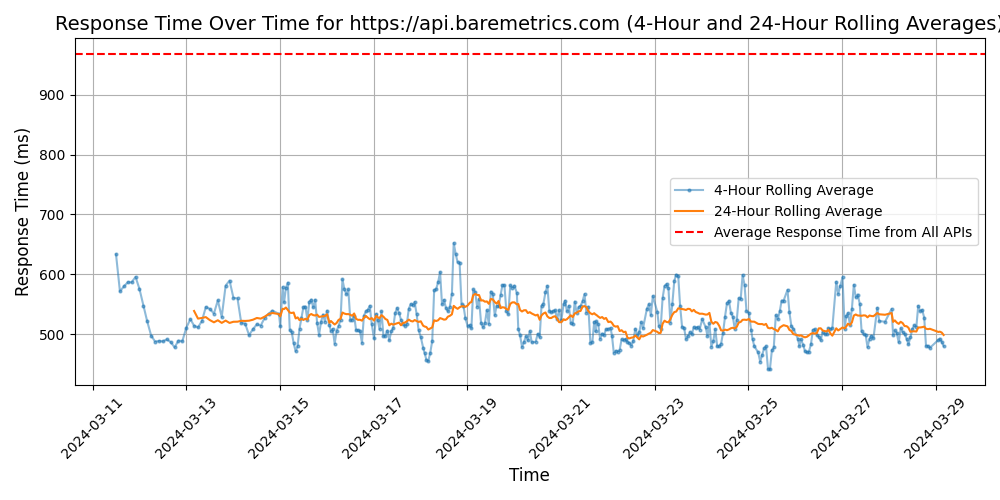 Response Time Over Time for https://api.baremetrics.com (4-Hour and 24-Hour Rolling Averages)
Response Time (ms)
900
800
700
600
500
4-Hour Rolling Average
24-Hour Rolling Average
Average Response Time from All APIs
2024-03-11
2024-03-13
2024-03-15
2024-03-17
2024-03-19
2024-03-21
2024-03-23
2024-03-25
2024-03-27
2024-03-29
Time